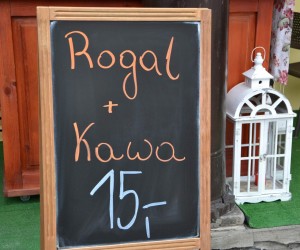 Rogal
+
Kawa
15,-